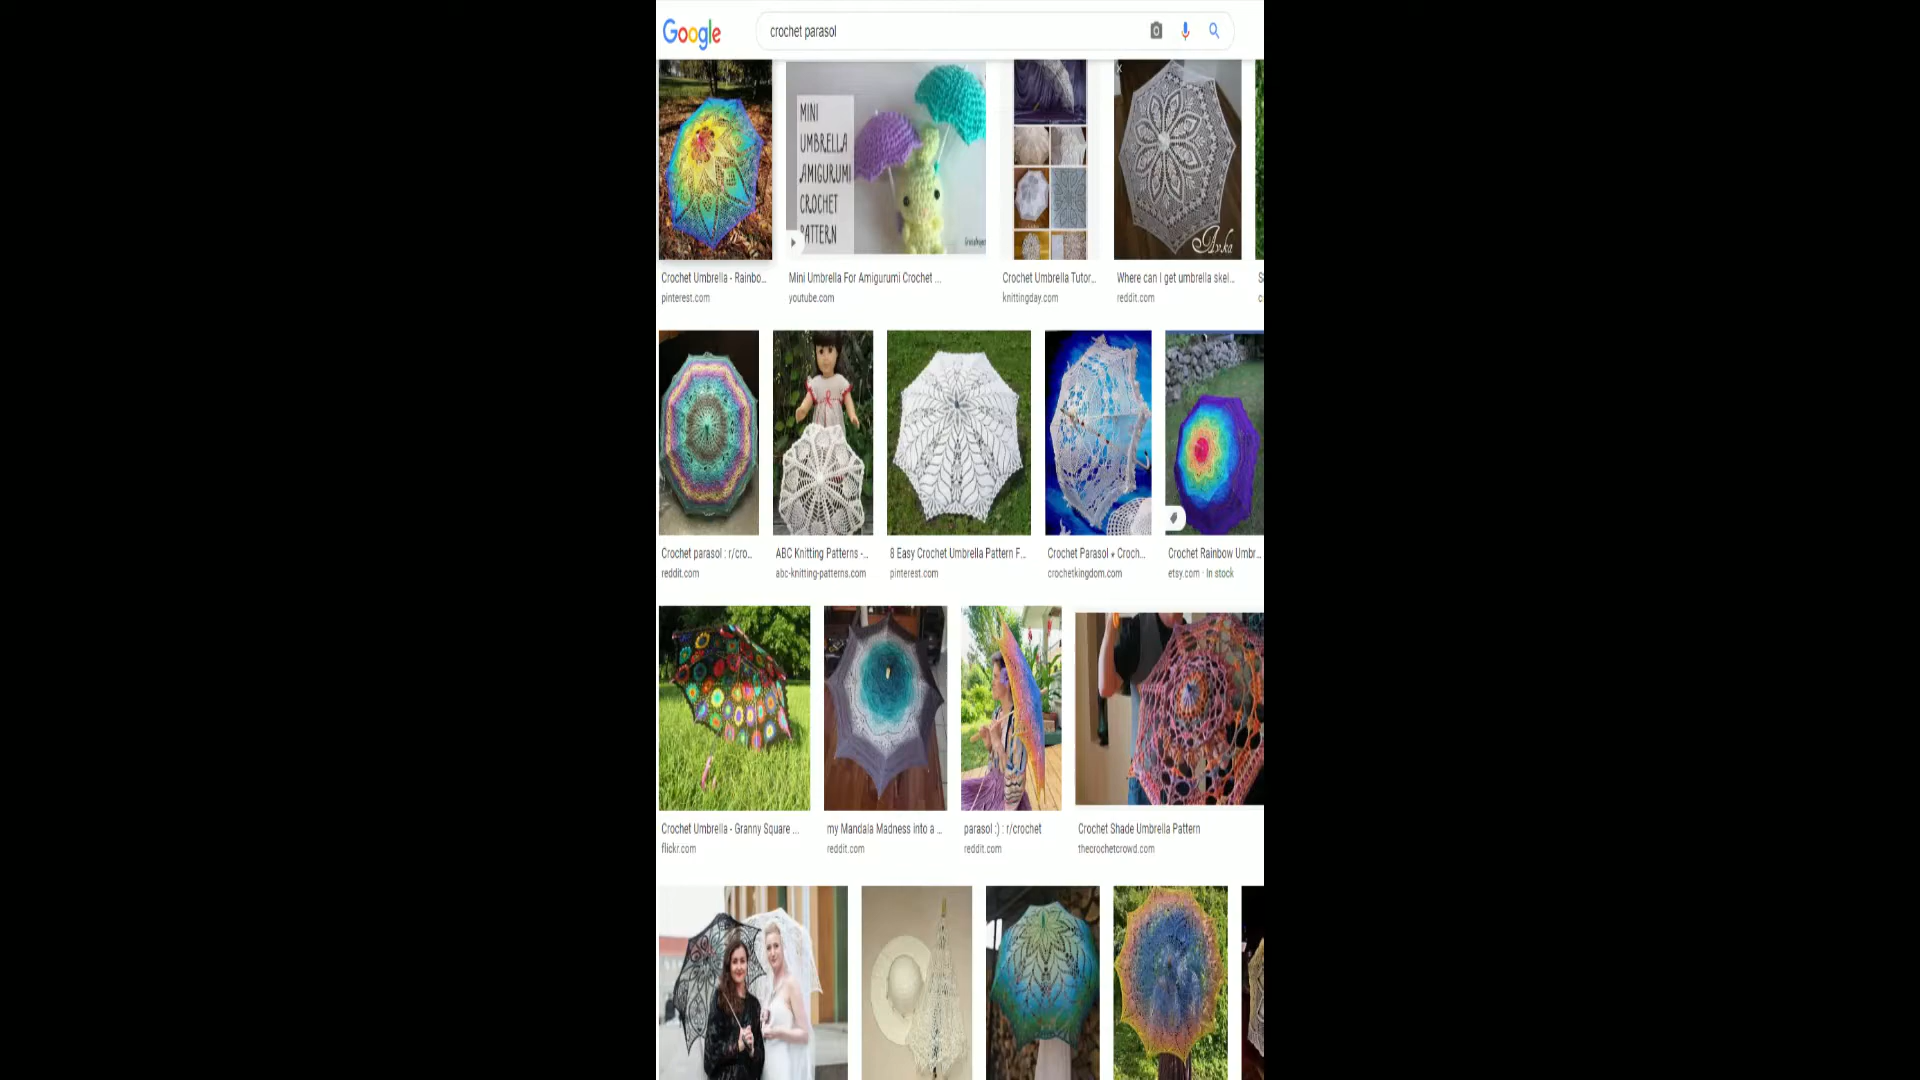 Google
crochet parasol
MINI
UMBRELLA
AMIGURUMI
CROCHET
PATTERN
Crochet Umbrella - Rainbo...
pinterest.com
Mini Umbrella For Amigurumi Crochet ...
youtube.com
Crochet Umbrella Tutor...
knittingday.com
Where can I get umbrella skel...
reddit.com
Crochet parasol : r/cro...
reddit.com
ABC Knitting Patterns -...
abc-knitting-patterns.com
8 Easy Crochet Umbrella Pattern F...
pinterest.com
Crochet Parasol ⋆ Croch...
crochetkingdom.com
Crochet Rainbow Umbr...
etsy.com · In stock
Crochet Umbrella - Granny Square ...
flickr.com
my Mandala Madness into a ...
reddit.com
parasol :) : r/crochet
reddit.com
Crochet Shade Umbrella Pattern
thecrochetcrowd.com